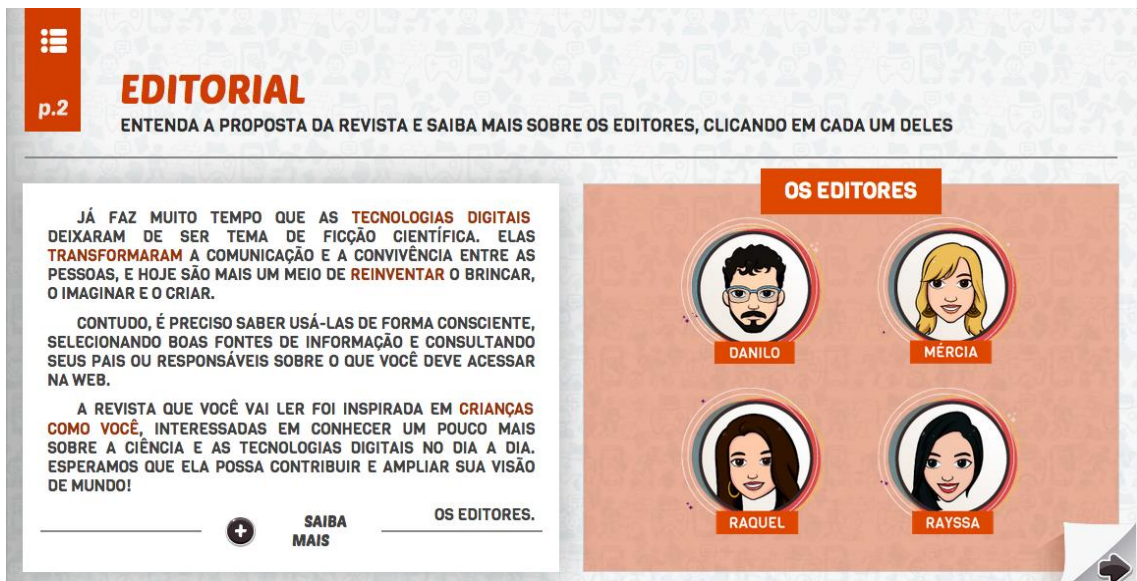 p.2
EDITORIAL
ENTENDA A PROPOSTA DA REVISTA E SAIBA MAIS SOBRE OS EDITORES, CLICANDO EM CADA UM DELES
JÁ FAZ MUITO TEMPO QUE AS TECNOLOGIAS DIGITAIS
DEIXARAM DE SER TEMA DE FICÇÃO CIENTÍFICA. ELAS
TRANSFORMARAM A COMUNICAÇÃO E A CONVIVÊNCIA ENTRE AS
PESSOAS, E HOJE SÃO MAIS UM MEIO DE REINVENTAR O BRINCAR,
O IMAGINAR E O CRIAR.
CONTUDO, É PRECISO SABER USÁ-LAS DE FORMA CONSCIENTE,
SELECIONANDO BOAS FONTES DE INFORMAÇÃO E CONSULTANDO
SEUS PAIS OU RESPONSÁVEIS SOBRE O QUE VOCÊ DEVE ACESSAR
NA WEB.
A REVISTA QUE VOCÊ VAI LER FOI INSPIRADA EM CRIANÇAS
COMO VOCÊ, INTERESSADAS EM CONHECER UM POUCO MAIS
SOBRE A CIÊNCIA E AS TECNOLOGIAS DIGITAIS NO DIA A DIA.
ESPERAMOS QUE ELA POSSA CONTRIBUIR E AMPLIAR SUA VISÃO
DE MUNDO!
OS EDITORES.
SAIBA
MAIS
OS EDITORES
DANILO
MÉRCIA
RAQUEL
RAYSSA